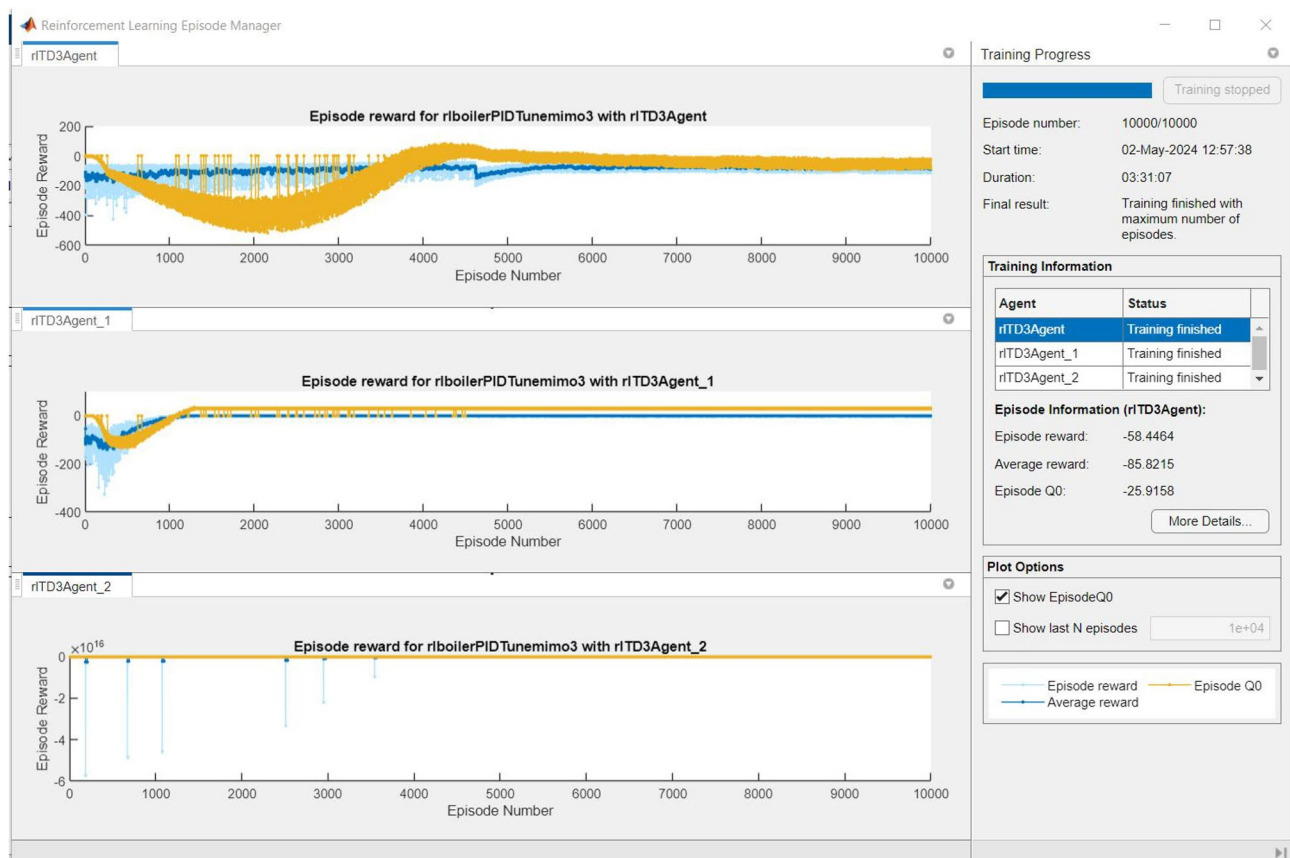 Reinforcement Learning Episode Manager
rlTD3Agent
Episode reward for rlboilerPIDTunemimo3 with rlTD3Agent
200
0
-200
-400
-600
Episode Reward
0 1000 2000 3000 4000 5000 6000 7000 8000 9000 10000
Episode Number
rlTD3Agent_1
Episode reward for rlboilerPIDTunemimo3 with rlTD3Agent_1
0
-200
-400
Episode Reward
0 1000 2000 3000 4000 5000 6000 7000 8000 9000 10000
Episode Number
rlTD3Agent_2
×10^16
Episode reward for rlboilerPIDTunemimo3 with rlTD3Agent_2
0
-2
-4
-6
Episode Reward
0 1000 2000 3000 4000 5000 6000 7000 8000 9000 10000
Episode Number
Training Progress
Training stopped
Episode number: 10000/10000
Start time: 02-May-2024 12:57:38
Duration: 03:31:07
Final result: Training finished with
maximum number of
episodes.
Training Information
Agent Status
rlTD3Agent Training finished
rlTD3Agent_1 Training finished
rlTD3Agent_2 Training finished
Episode Information (rlTD3Agent):
Episode reward: -58.4464
Average reward: -85.8215
Episode Q0: -25.9158
More Details...
Plot Options
Show EpisodeQ0
Show last N episodes 1e+04
Episode reward Episode Q0
Average reward